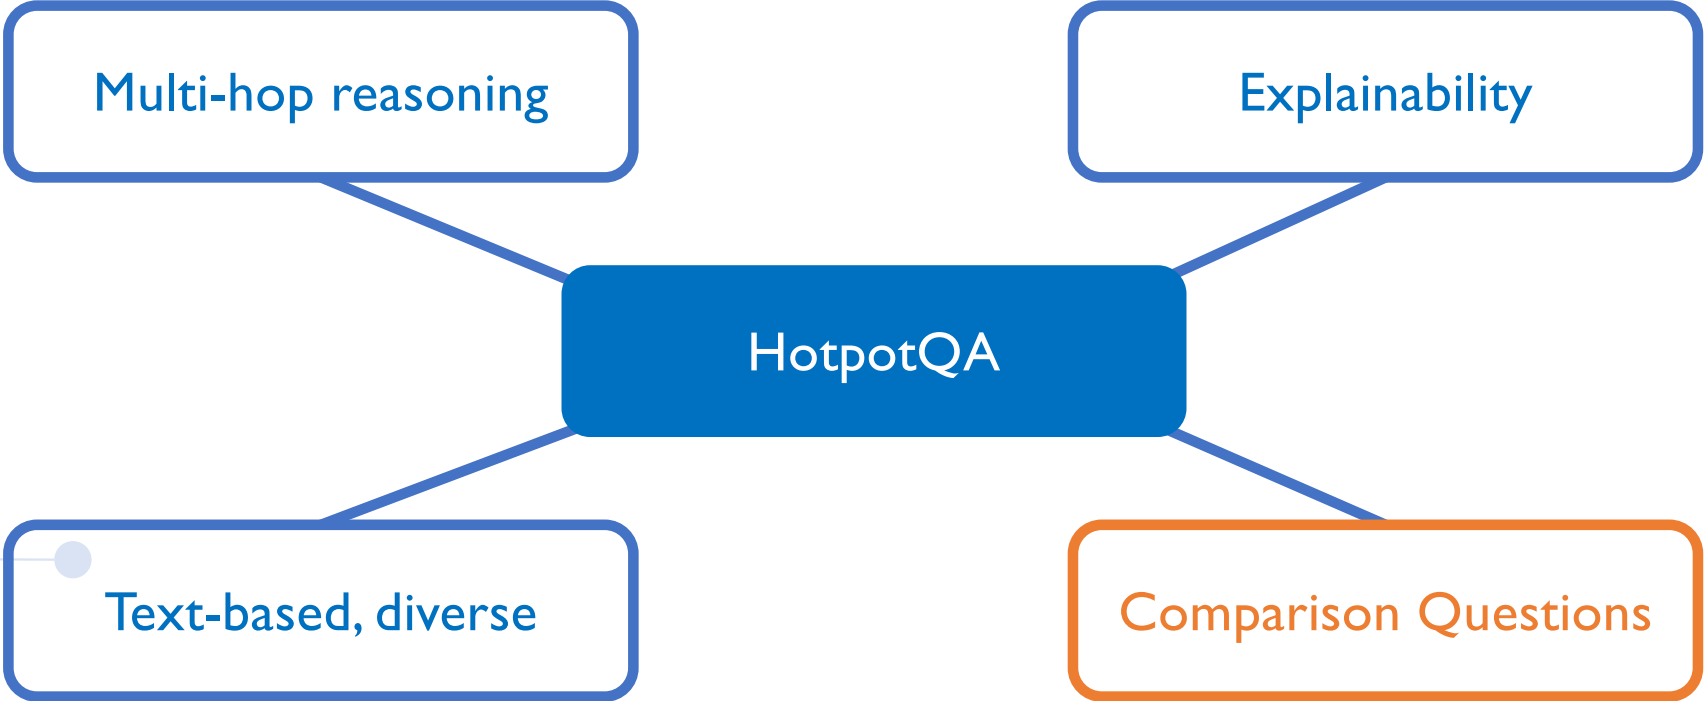 Multi-hop reasoning
Explainability
HotpotQA
Text-based, diverse
Comparison Questions